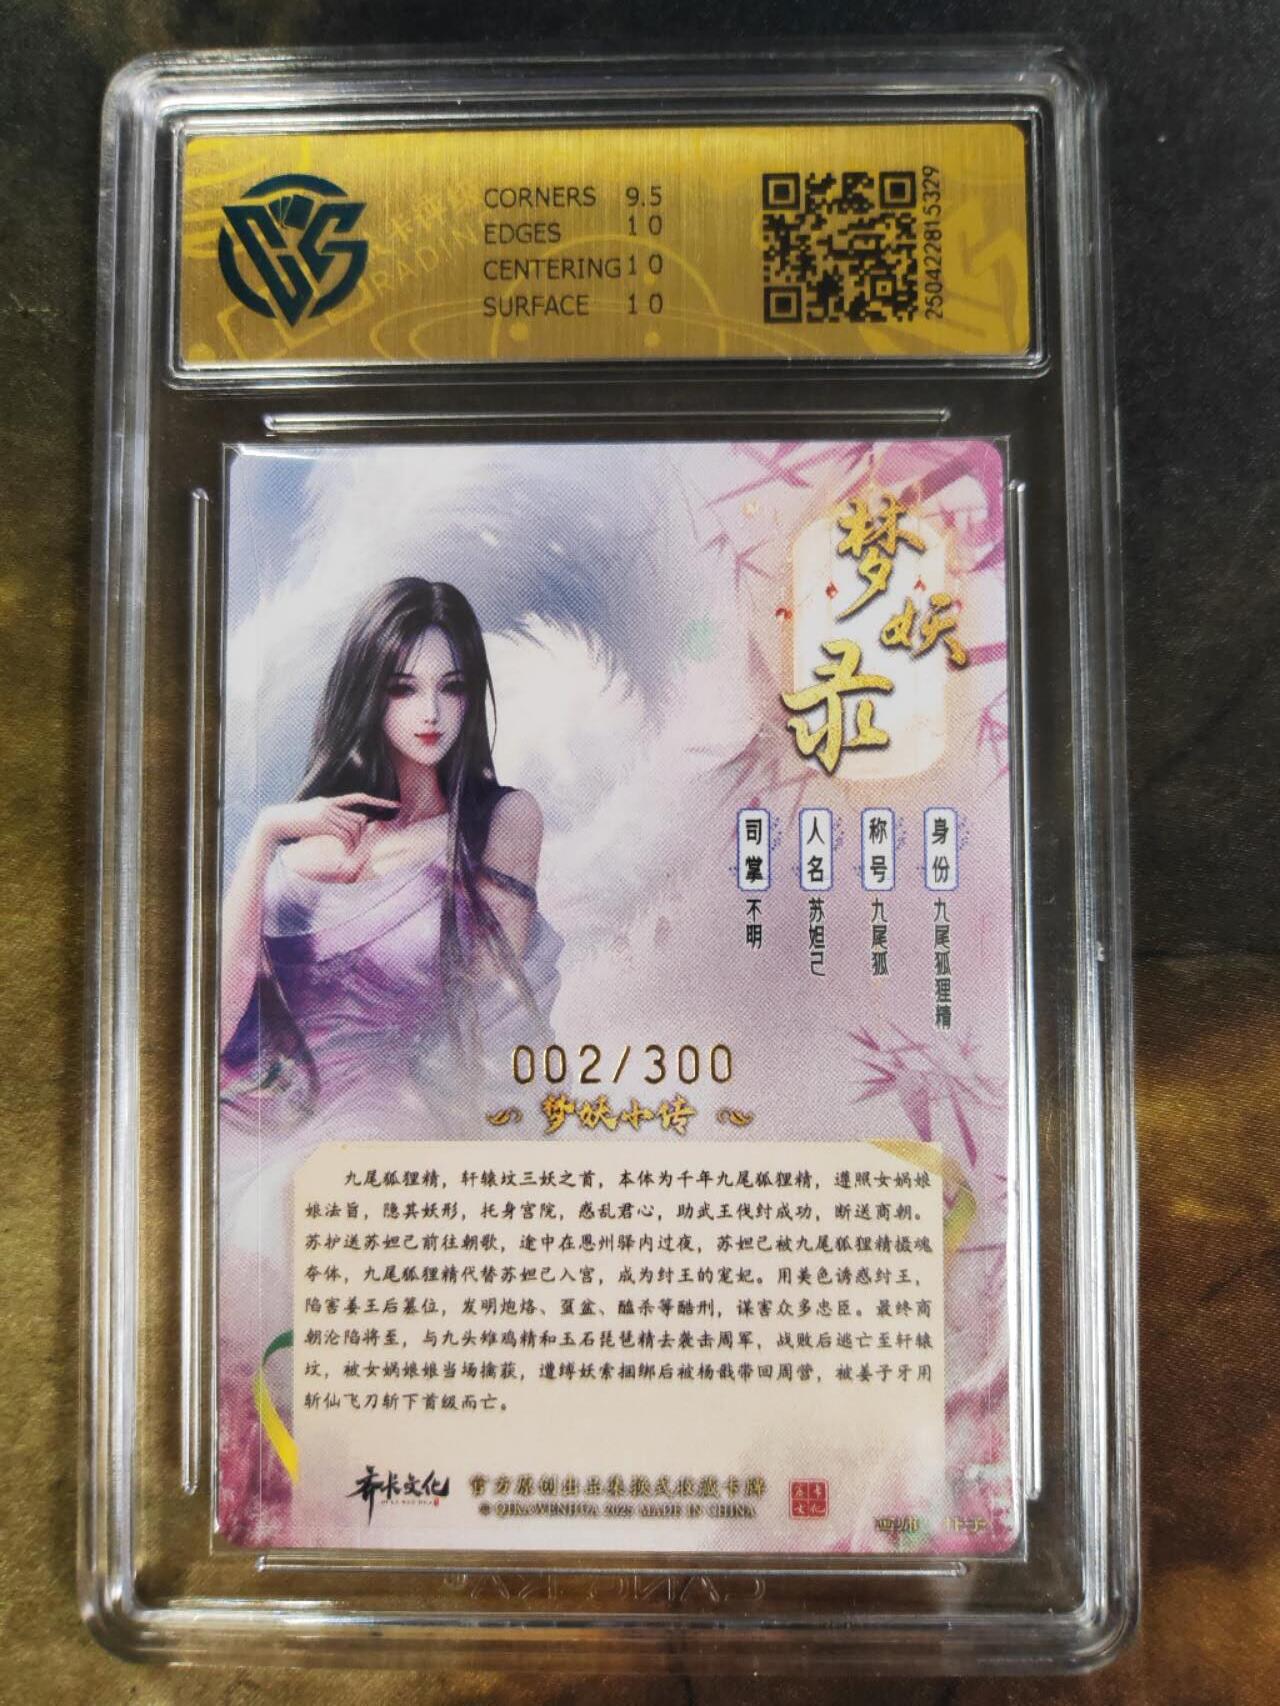 CORNERS 9.5
EDGES 10
CENTERING 10
SURFACE 10
250422815329
梦妖录
身份 九尾狐狸精
称号 九尾狐
人名 苏妲己
司掌 不明
002/300
梦妖小传
九尾狐狸精，轩辕坟三妖之首，本体为千年九尾狐狸精，遵照女娲娘
娘法旨，隐其妖形，托身宫院，惑乱君心，助武王伐纣成功，断送商朝。
苏护送苏妲己前往朝歌，途中在恩州驿内过夜，苏妲己被九尾狐狸精摄魂
夺体，九尾狐狸精代替苏妲己入宫，成为纣王的宠妃。用美色诱惑纣王，
陷害姜王后篡位，发明炮烙、虿盆、醢杀等酷刑，谋害众多忠臣。最终商
朝沦陷将至，与九头雉鸡精和玉石琵琶精去袭击周军，战败后逃亡至轩辕
坟，被女娲娘娘当场擒获，遭缚妖索捆绑后被杨戬带回周营，被姜子牙用
斩仙飞刀斩下首级而亡。
齐卡文化
官方原创出品集换式收藏卡牌
© QIKAWENHUA 2025 MADE IN CHINA